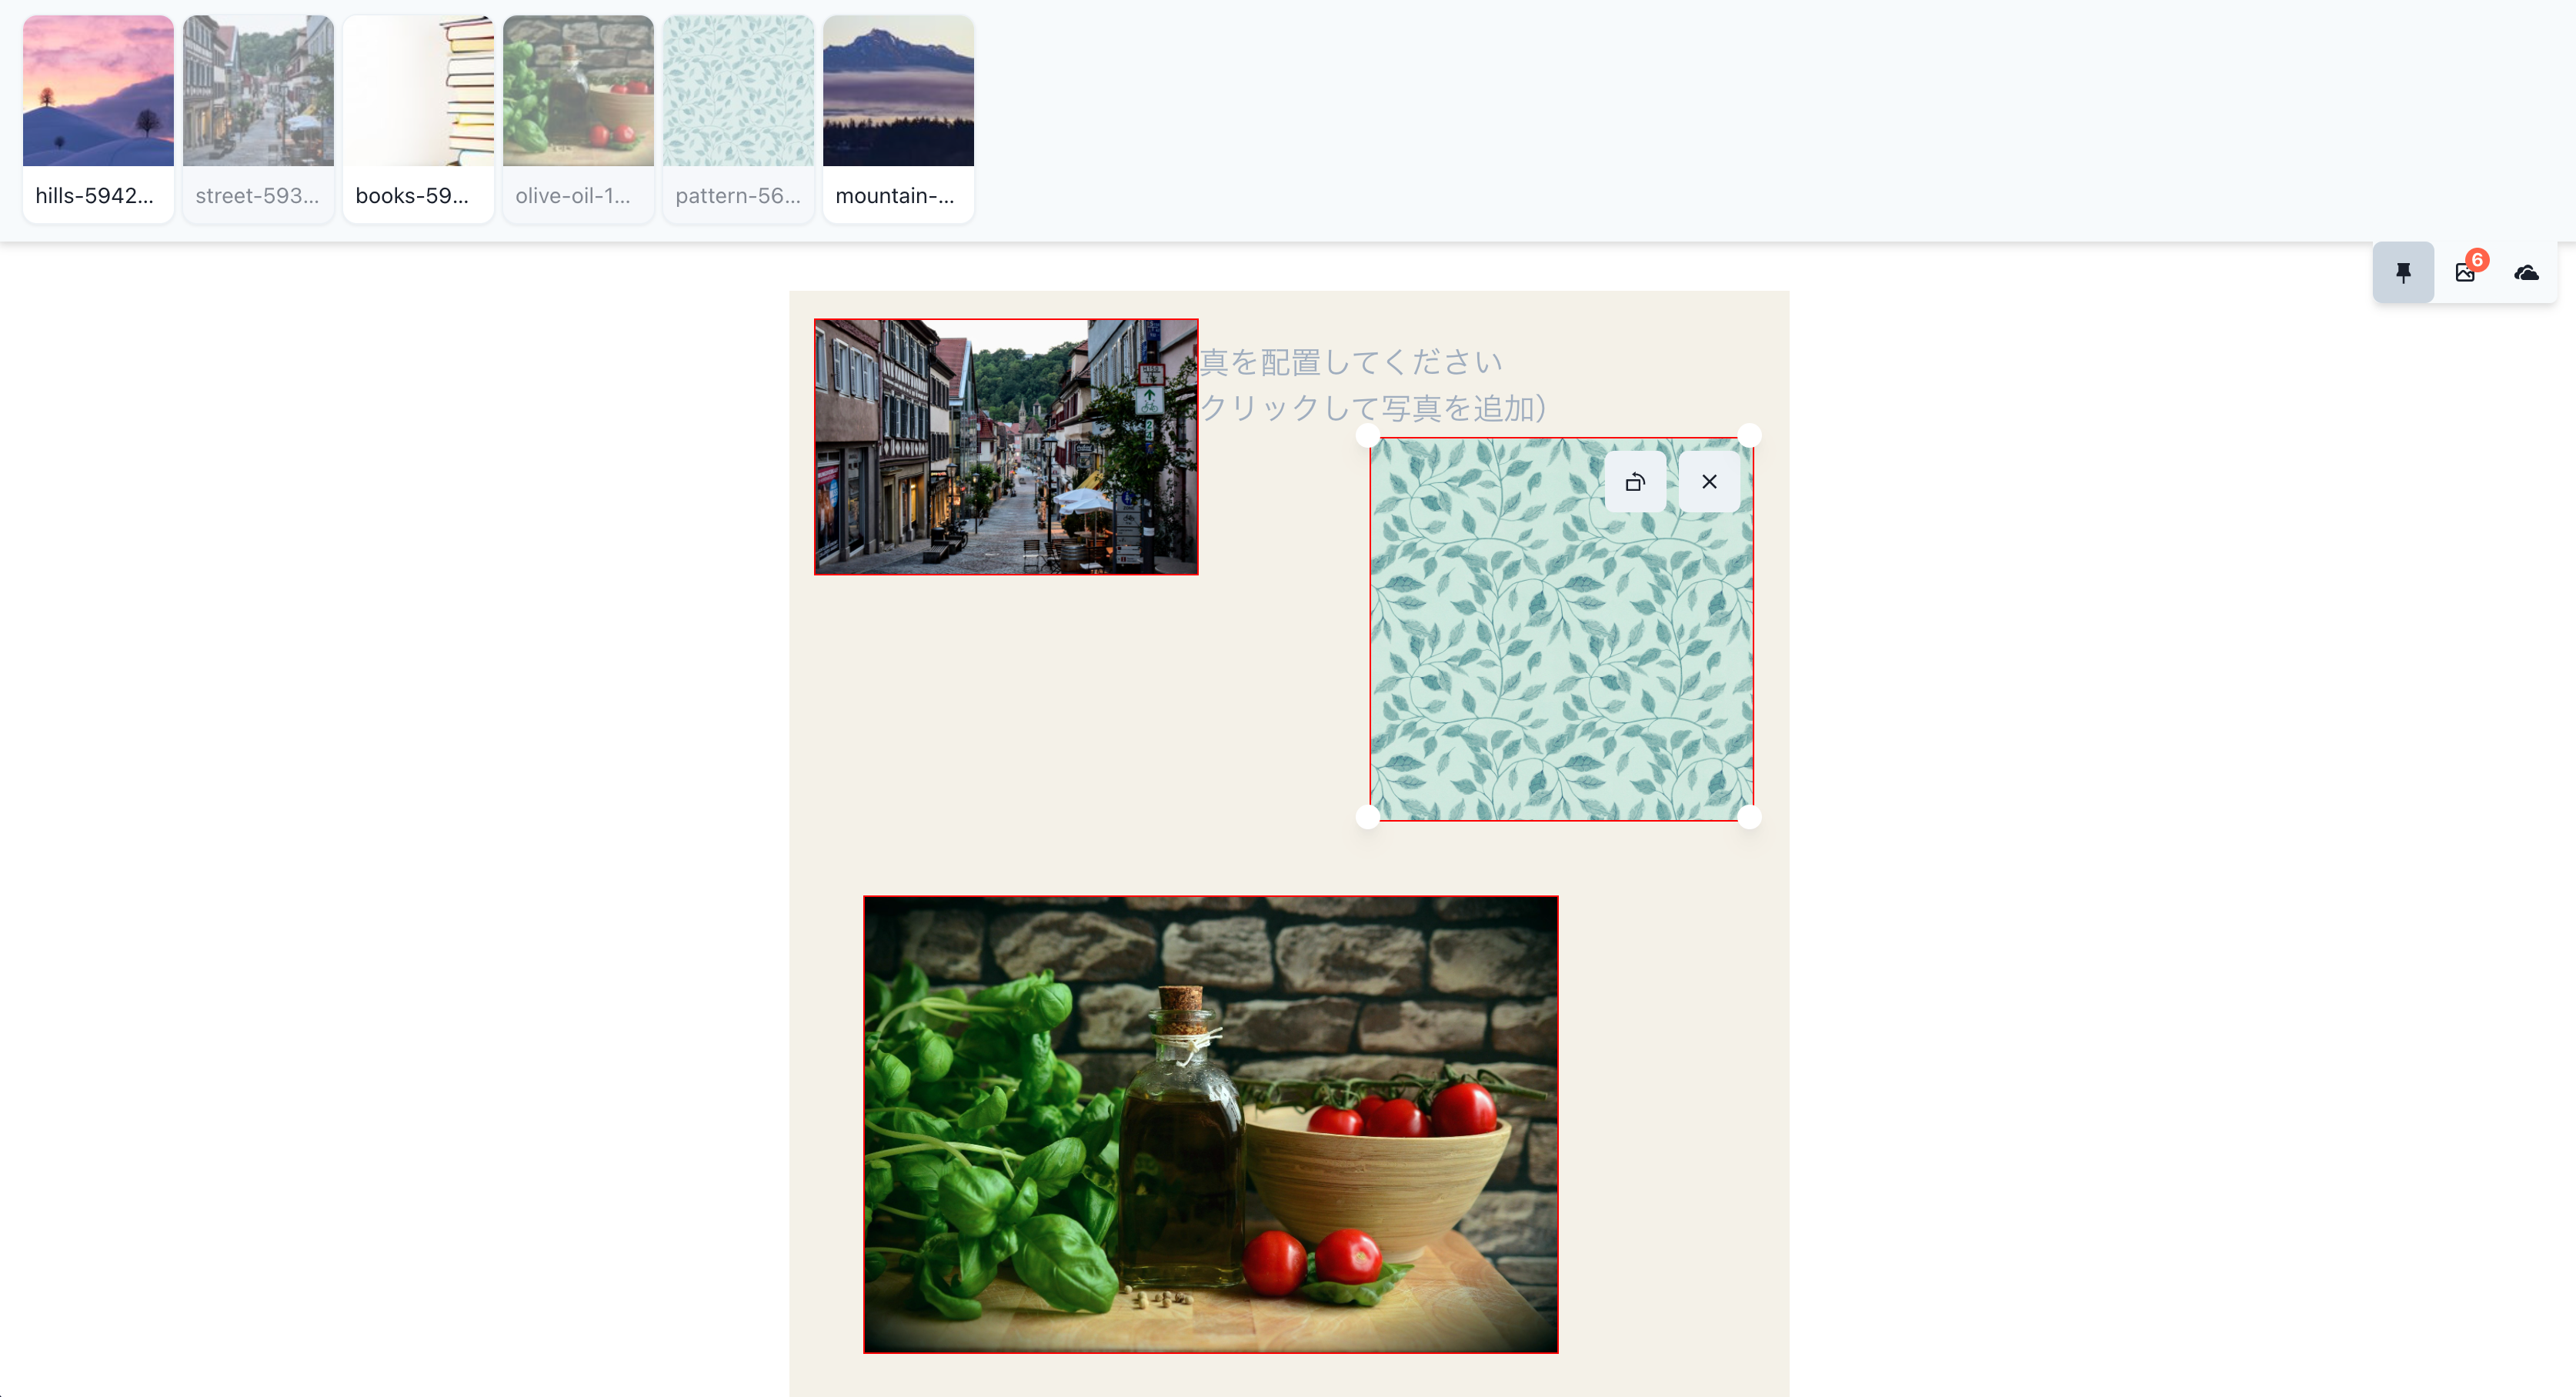 hills-5942...
street-593...
books-59...
olive-oil-1...
pattern-56...
mountain-...
6
真を配置してください
クリックして写真を追加）
24